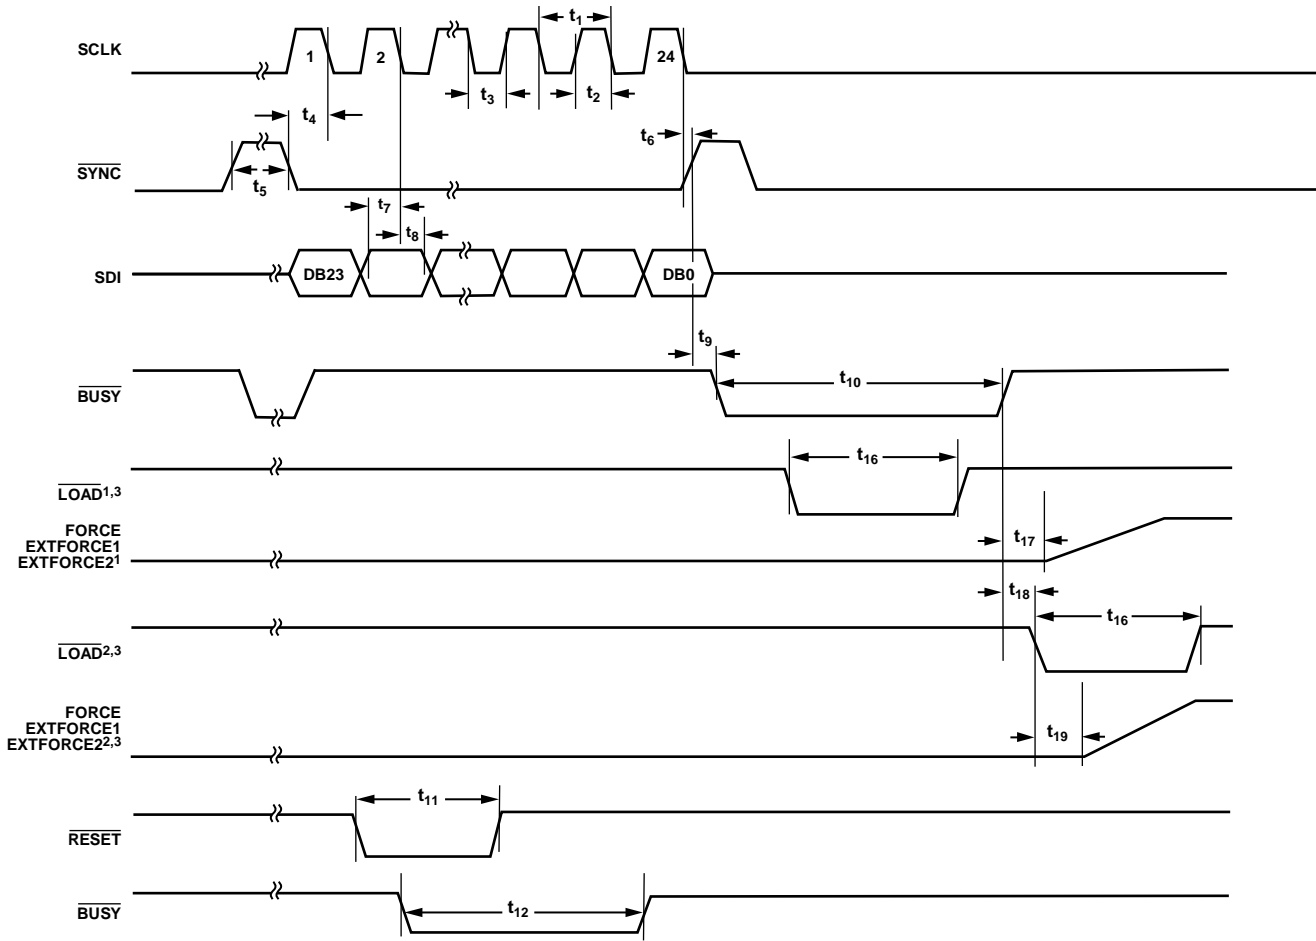 t1
SCLK
1
2
24
t3
t2
t4
t6
SYNC
t5
t7
t8
SDI
DB23
DB0
t9
BUSY
t10
LOAD1,3
t16
FORCE
EXTFORCE1
EXTFORCE21
t17
t18
LOAD2,3
t16
FORCE
EXTFORCE1
EXTFORCE22,3
t19
RESET
t11
BUSY
t12